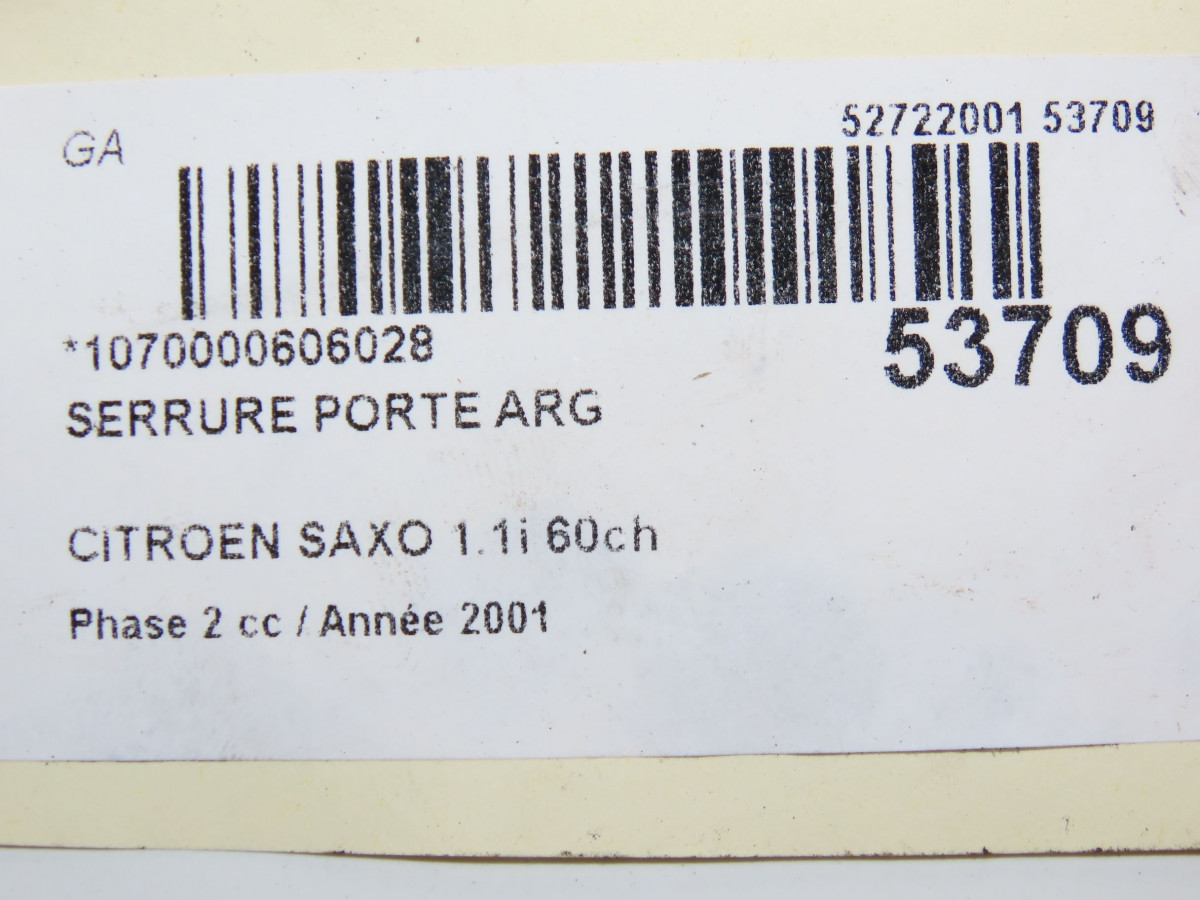 GA
52722001 53709
*1070000606028
53709
SERRURE PORTE ARG
CITROEN SAXO 1.1i 60ch
Phase 2 cc / Année 2001